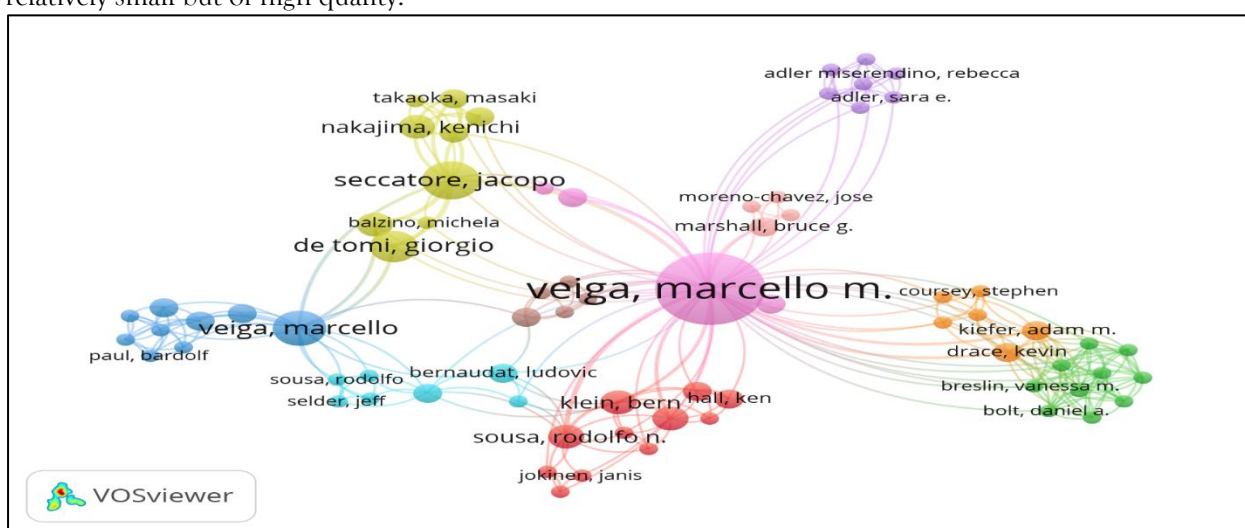 relatively small but of high quality.
adler miserendino, rebecca
takaoka, masaki
adler, sara e.
nakajima, kenichi
seccatore, jacopo
moreno-chavez, jose
balzino, michela
marshall, bruce g.
de tomi, giorgio
veiga, marcello m.
coursey, stephen
veiga, marcello
kiefer, adam m.
paul, bardolf
drace, kevin
bernaudat, ludovic
sousa, rodolfo
breslin, vanessa m.
selder, jeff
klein, bern
hall, ken
bolt, daniel a.
sousa, rodolfo n.
jokinen, janis
VOSviewer